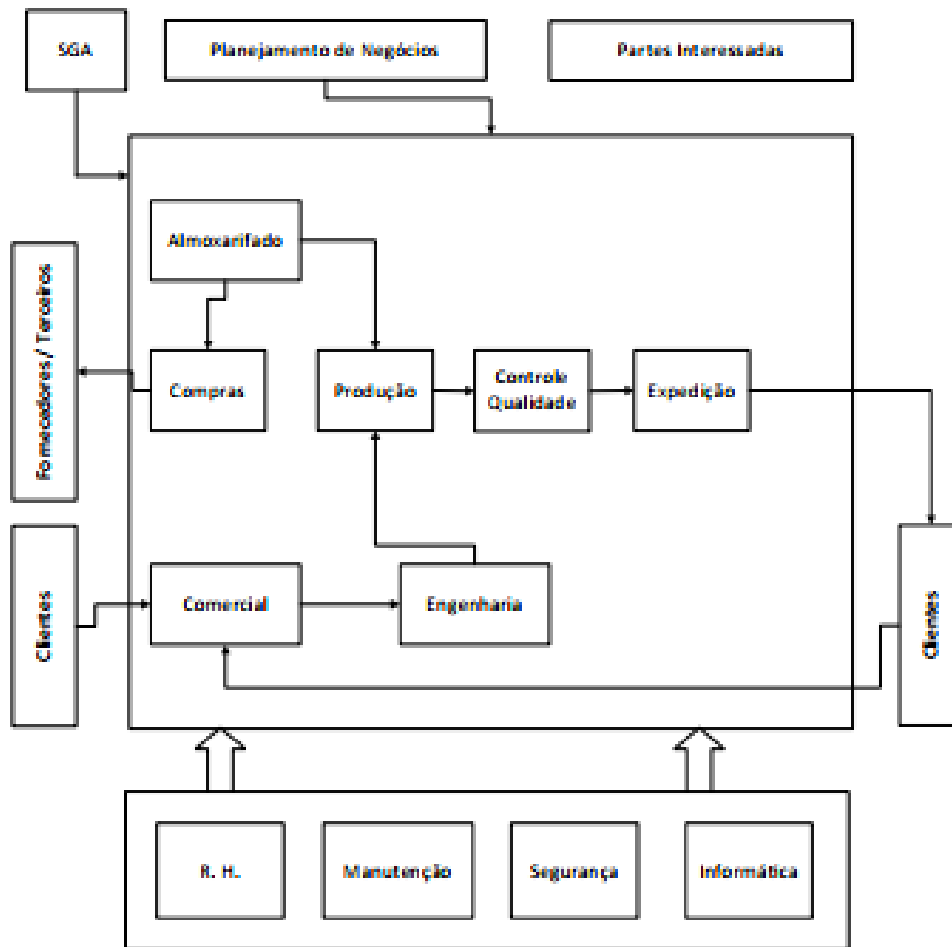 SGA
Planejamento de Negócios
Partes Interessadas
Almoxarifado
Fornecedores / Terceiros
Compras
Produção
Controle
Qualidade
Expedição
Clientes
Comercial
Engenharia
Clientes
R. H.
Manutenção
Segurança
Informática